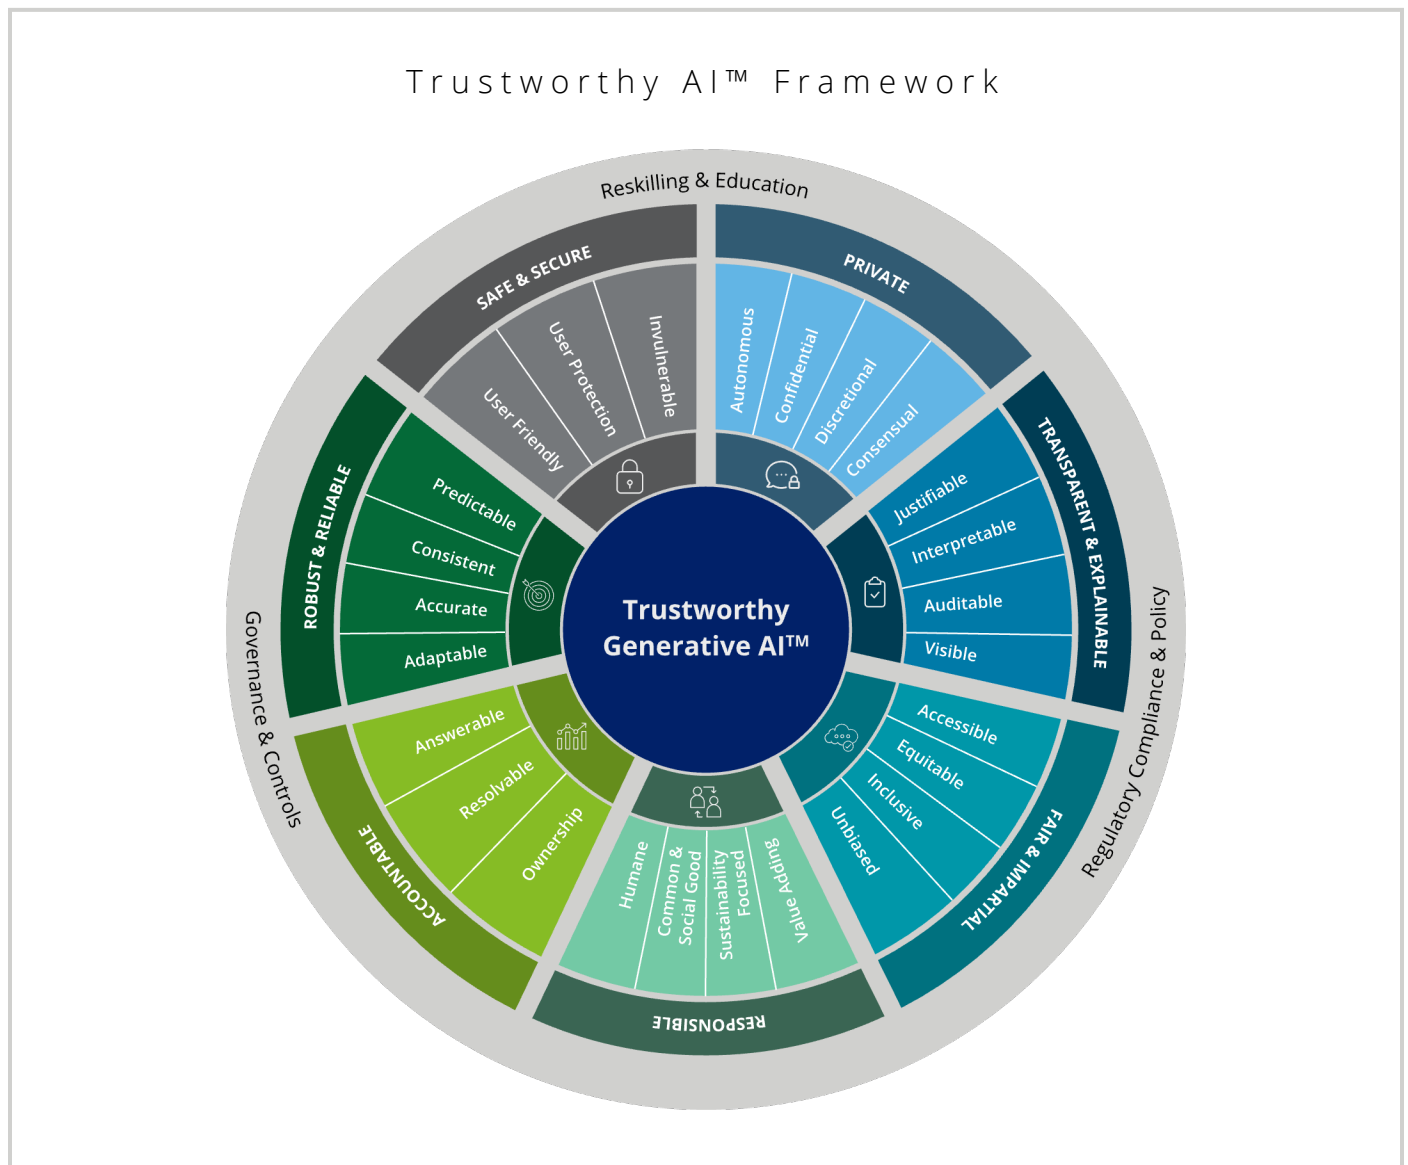 Trustworthy AI™ Framework
Reskilling & Education
SAFE & SECURE
User Friendly
User Protection
Invulnerable
PRIVATE
Autonomous
Confidential
Discretional
Consensual
TRANSPARENT & EXPLAINABLE
Justifiable
Interpretable
Auditable
Visible
FAIR & IMPARTIAL
Accessible
Equitable
Inclusive
Unbiased
RESPONSIBLE
Humane
Common &
Social Good
Sustainability
Focused
Value Adding
ACCOUNTABLE
Answerable
Resolvable
Ownership
ROBUST & RELIABLE
Predictable
Consistent
Accurate
Adaptable
Trustworthy
Generative AI™
Governance & Controls
Regulatory Compliance & Policy